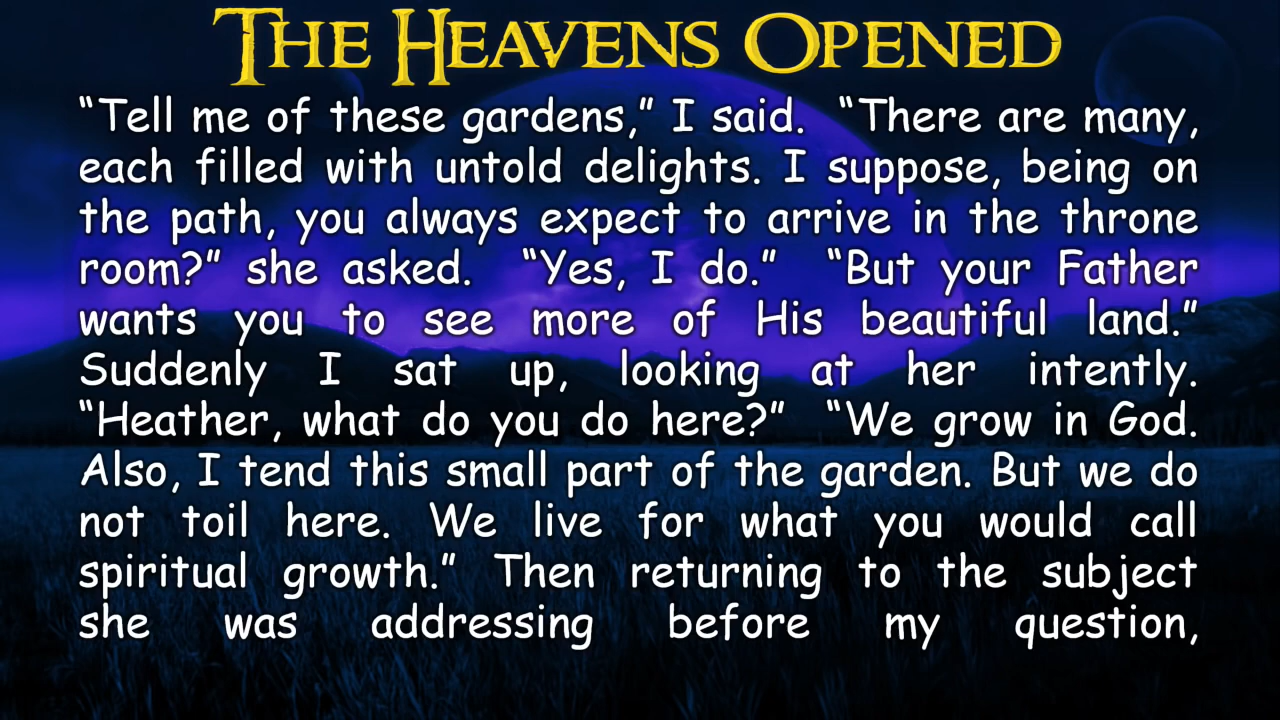 THE HEAVENS OPENED
“Tell me of these gardens,” I said.  “There are many,
each filled with untold delights. I suppose, being on
the path, you always expect to arrive in the throne
room?” she asked.  “Yes, I do.”  “But your Father
wants you to see more of His beautiful land.”
Suddenly I sat up, looking at her intently.
“Heather, what do you do here?”  “We grow in God.
Also, I tend this small part of the garden. But we do
not toil here. We live for what you would call
spiritual growth.” Then returning to the subject
she was addressing before my question,